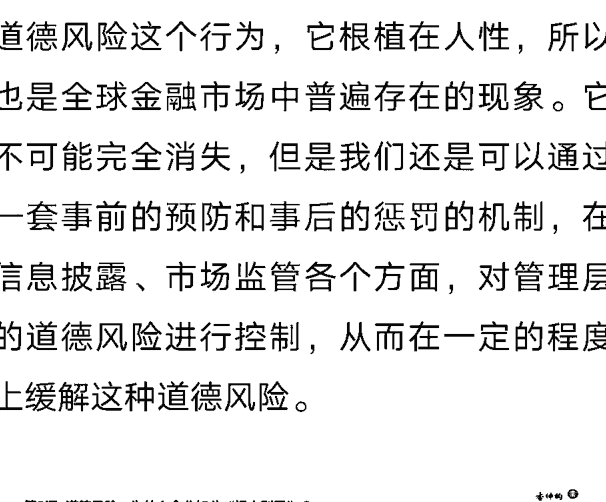 道德风险这个行为，它根植在人性，所以
也是全球金融市场中普遍存在的现象。它
不可能完全消失，但是我们还是可以通过
一套事前的预防和事后的惩罚的机制，在
信息披露、市场监管各个方面，对管理层
的道德风险进行控制，从而在一定的程度
上缓解这种道德风险。